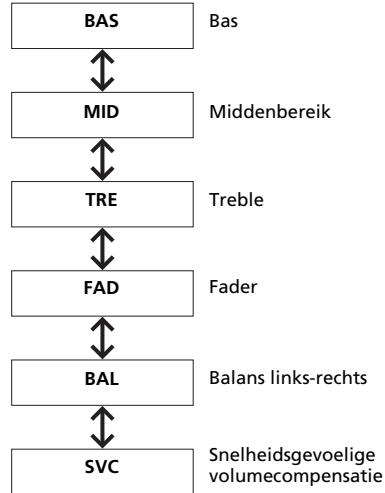 BAS Bas
MID Middenbereik
TRE Treble
FAD Fader
BAL Balans links-rechts
SVC Snelheidsgevoelige
volumecompensatie